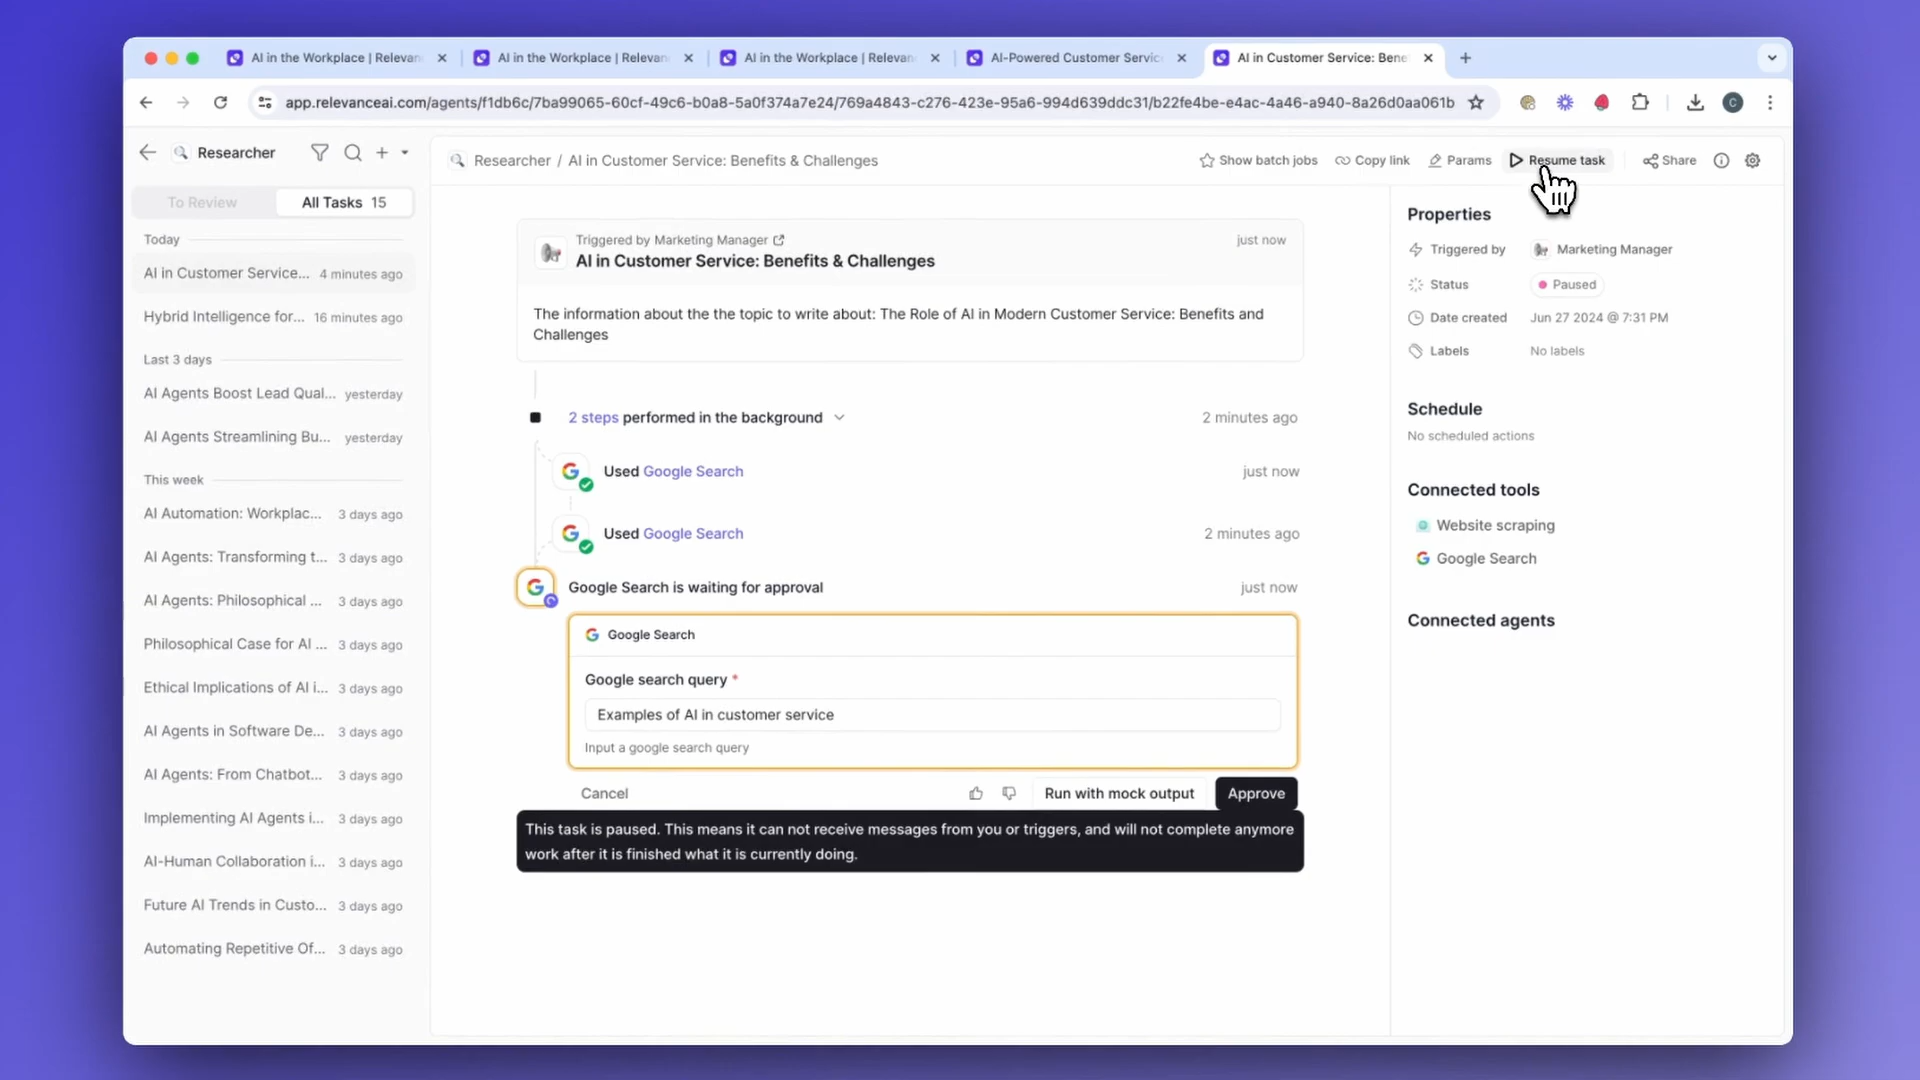 AI in the Workplace | Relevan
AI in the Workplace | Relevan
AI in the Workplace | Relevan
AI-Powered Customer Servic
AI in Customer Service: Bene
app.relevanceai.com/agents/f1db6c/7ba99065-60cf-49c6-b0a8-5a0f374a7e24/769a4843-c276-423e-95a6-994d639ddc31/b22fe4be-e4ac-4a46-a940-8a26d0aa061b
C
Researcher
To Review
All Tasks 15
Today
AI in Customer Service... 4 minutes ago
Hybrid Intelligence for... 16 minutes ago
Last 3 days
AI Agents Boost Lead Qual... yesterday
AI Agents Streamlining Bu... yesterday
This week
AI Automation: Workplac... 3 days ago
AI Agents: Transforming t... 3 days ago
AI Agents: Philosophical ... 3 days ago
Philosophical Case for AI ... 3 days ago
Ethical Implications of AI i... 3 days ago
AI Agents in Software De... 3 days ago
AI Agents: From Chatbot... 3 days ago
Implementing AI Agents i... 3 days ago
AI-Human Collaboration i... 3 days ago
Future AI Trends in Custo... 3 days ago
Automating Repetitive Of... 3 days ago
Researcher / AI in Customer Service: Benefits & Challenges
Show batch jobs
Copy link
Params
Resume task
Share
Triggered by Marketing Manager
just now
AI in Customer Service: Benefits & Challenges
The information about the the topic to write about: The Role of AI in Modern Customer Service: Benefits and
Challenges
2 steps performed in the background
2 minutes ago
Used Google Search
just now
Used Google Search
2 minutes ago
Google Search is waiting for approval
just now
Google Search
Google search query *
Examples of AI in customer service
Input a google search query
Cancel
Run with mock output
Approve
This task is paused. This means it can not receive messages from you or triggers, and will not complete anymore
work after it is finished what it is currently doing.
Properties
Triggered by Marketing Manager
Status Paused
Date created Jun 27 2024 @ 7:31 PM
Labels No labels
Schedule
No scheduled actions
Connected tools
Website scraping
Google Search
Connected agents